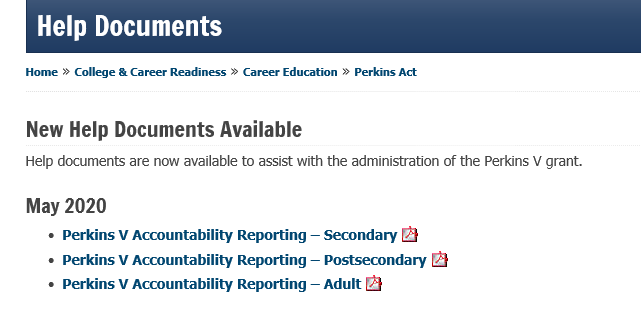 Help Documents
Home » College & Career Readiness » Career Education » Perkins Act
New Help Documents Available
Help documents are now available to assist with the administration of the Perkins V grant.
May 2020
• Perkins V Accountability Reporting – Secondary
• Perkins V Accountability Reporting – Postsecondary
• Perkins V Accountability Reporting – Adult